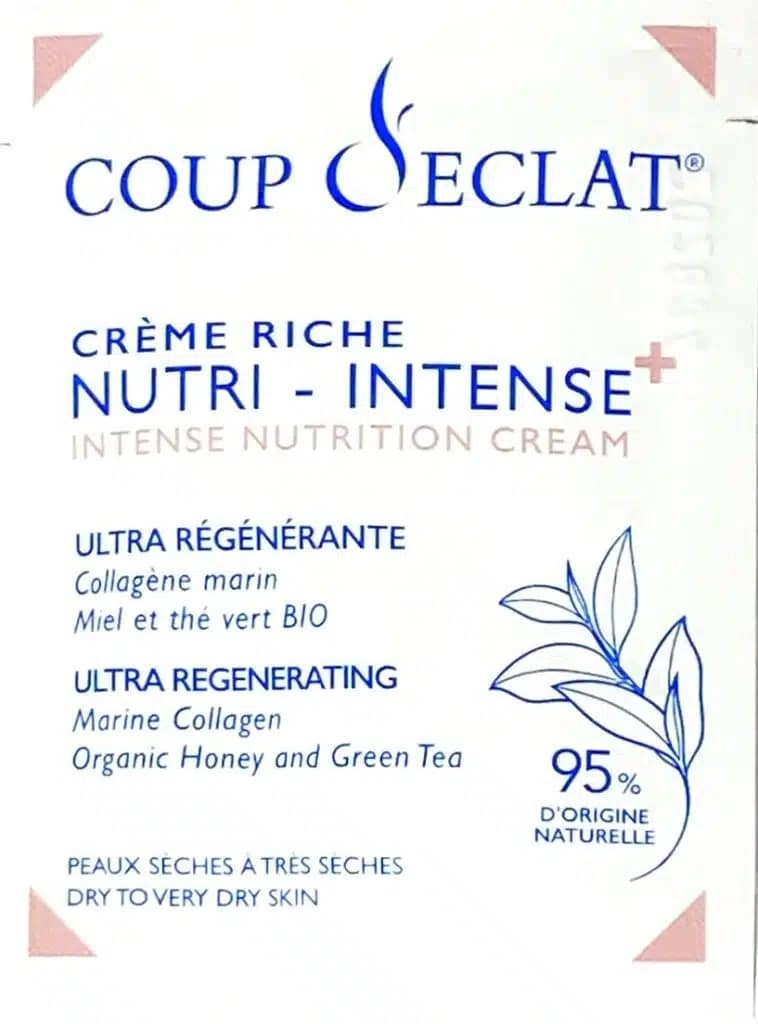 COUP D'ECLAT®
CRÈME RICHE
NUTRI - INTENSE+
INTENSE NUTRITION CREAM
ULTRA RÉGÉNÉRANTE
Collagène marin
Miel et thé vert BIO
ULTRA REGENERATING
Marine Collagen
Organic Honey and Green Tea
95%
D'ORIGINE
NATURELLE
PEAUX SÈCHES À TRÈS SÈCHES
DRY TO VERY DRY SKIN